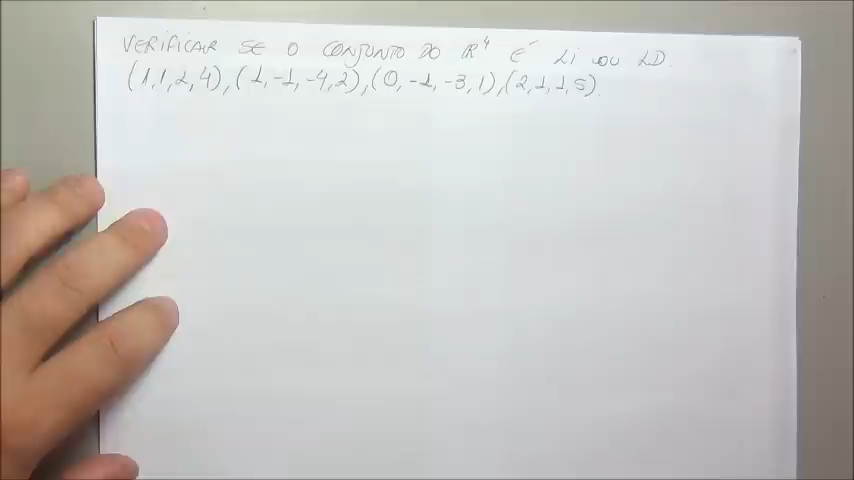 VERIFICAR SE O CONJUNTO DO IR⁴ É LI OU LD.
(1,1,2,4),(1,-1,-4,2),(0,-1,-3,1),(2,1,1,5).